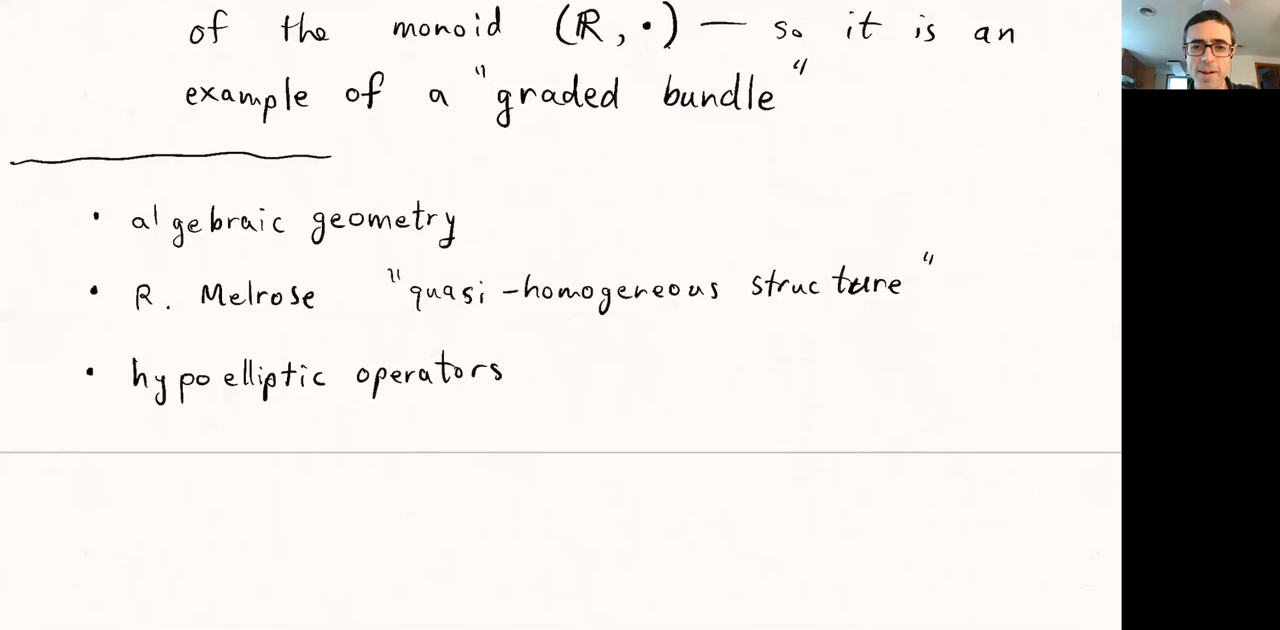 of the monoid (ℝ, ·) — so it is an
example of a "graded bundle"
· algebraic geometry
· R. Melrose "quasi-homogeneous structure"
· hypoelliptic operators